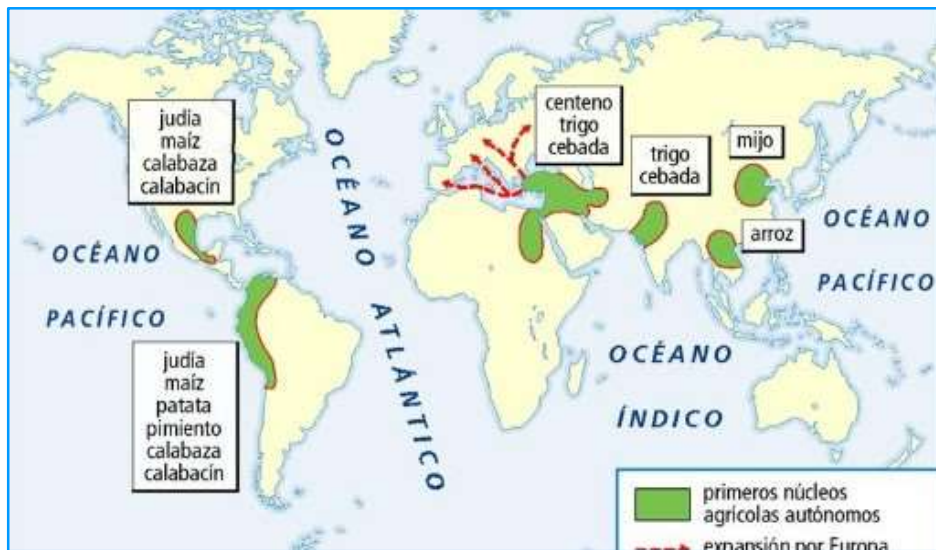 judía
maíz
calabaza
calabacín
OCÉANO
PACÍFICO
judía
maíz
patata
pimiento
calabaza
calabacín
OCÉANO
ATLÁNTICO
centeno
trigo
cebada
trigo
cebada
mijo
arroz
OCÉANO
PACÍFICO
OCÉANO
ÍNDICO
primeros núcleos
agrícolas autónomos
expansión por Europa